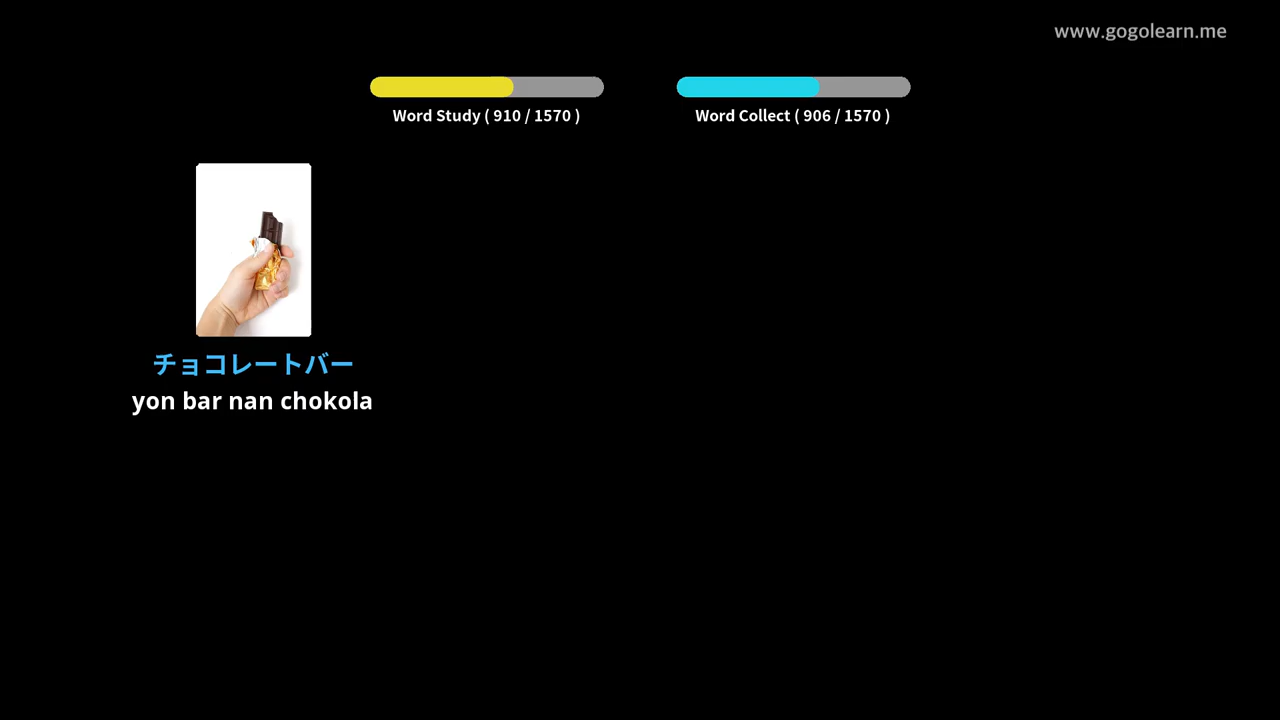 www.gogolearn.me
Word Study ( 910 / 1570 )
Word Collect ( 906 / 1570 )
チョコレートバー
yon bar nan chokola